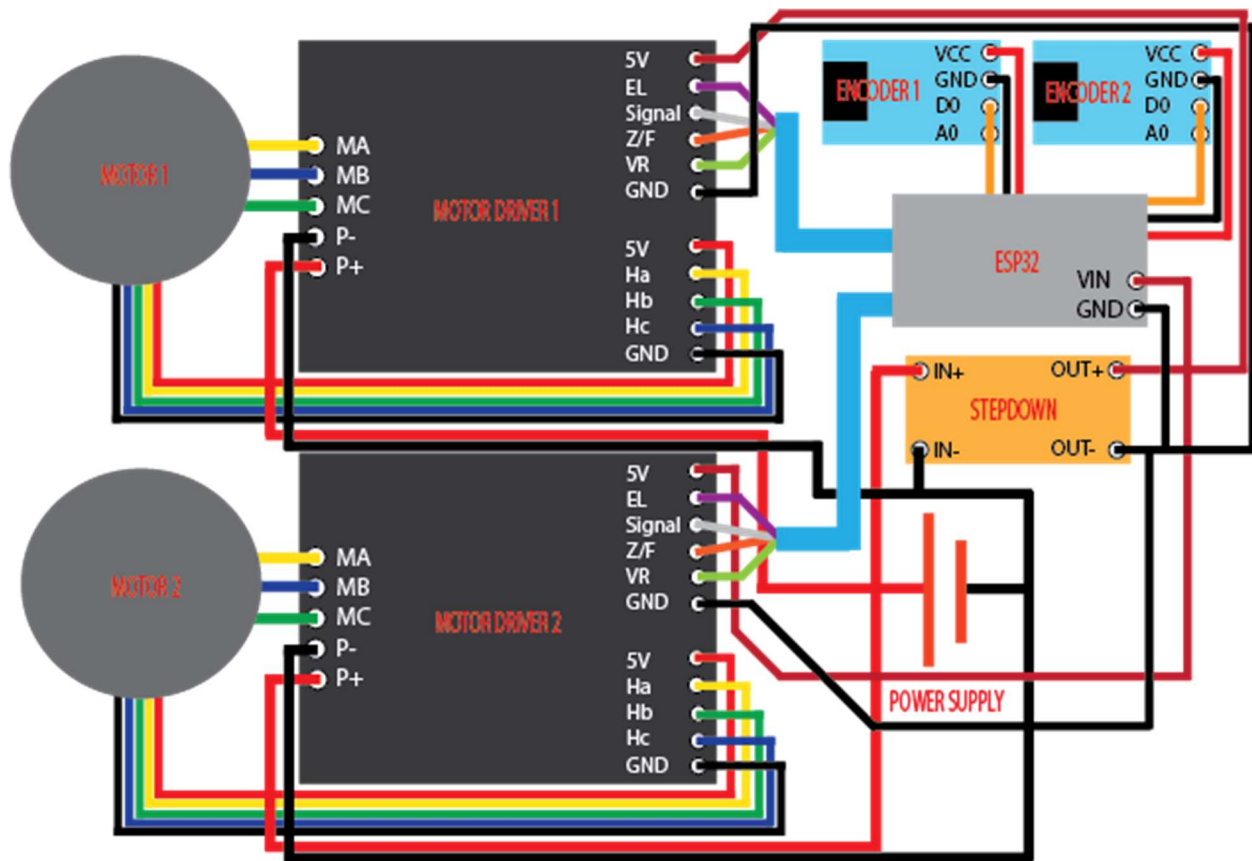 MOTOR 1
MA
MB
MC
P-
P+
MOTOR DRIVER 1
5V
EL
Signal
Z/F
VR
GND
5V
Ha
Hb
Hc
GND
ENCODER 1
VCC
GND
D0
A0
ENCODER 2
VCC
GND
D0
A0
ESP32
VIN
GND
IN+
OUT+
STEPDOWN
IN-
OUT-
MOTOR 2
MA
MB
MC
P-
P+
MOTOR DRIVER 2
5V
EL
Signal
Z/F
VR
GND
5V
Ha
Hb
Hc
GND
POWER SUPPLY